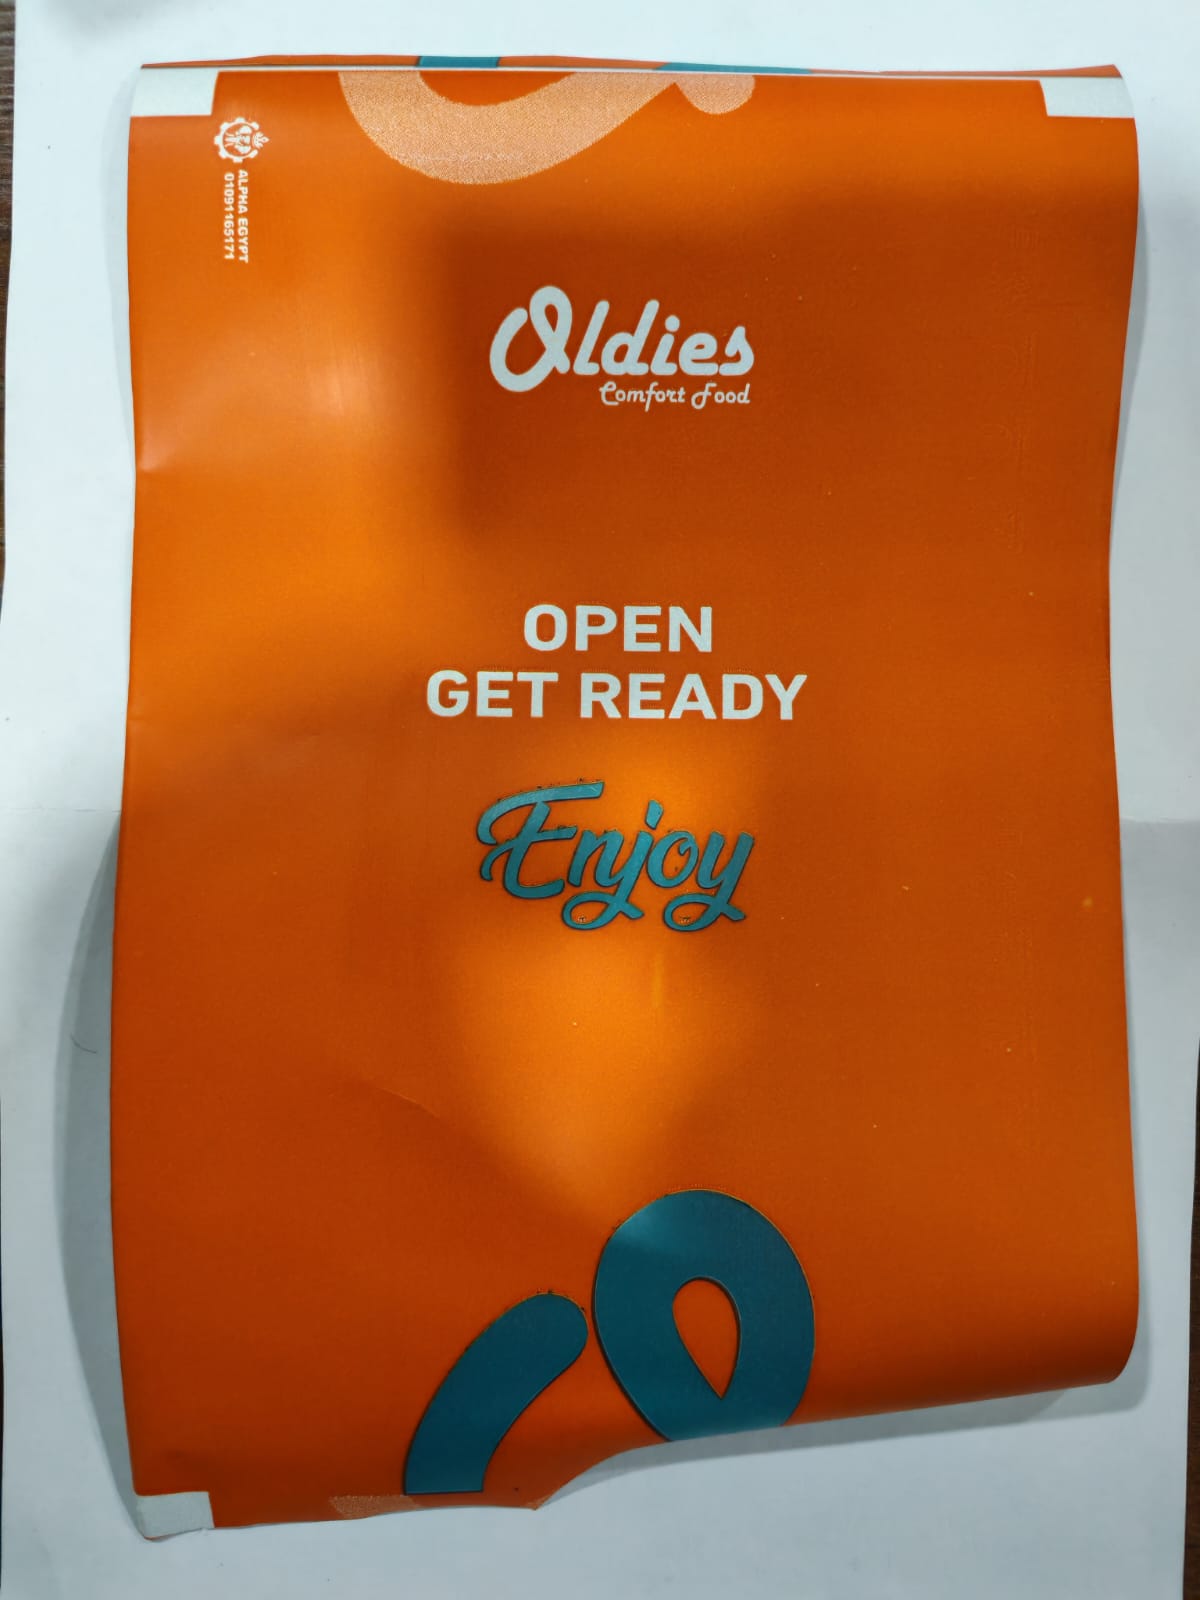 ALPHA EGYPT
01091165171
Oldies
Comfort Food
OPEN
GET READY
Enjoy